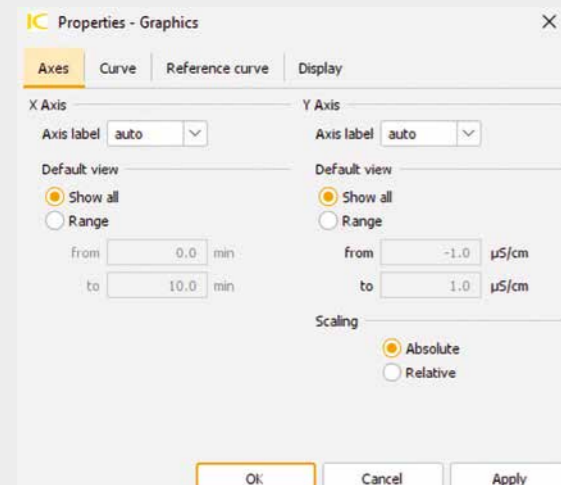 IC Properties - Graphics
Axes Curve Reference curve Display
X Axis
Axis label auto
Default view
Show all
Range
from 0.0 min
to 10.0 min
Y Axis
Axis label auto
Default view
Show all
Range
from -1.0 µS/cm
to 1.0 µS/cm
Scaling
Absolute
Relative
OK Cancel Apply